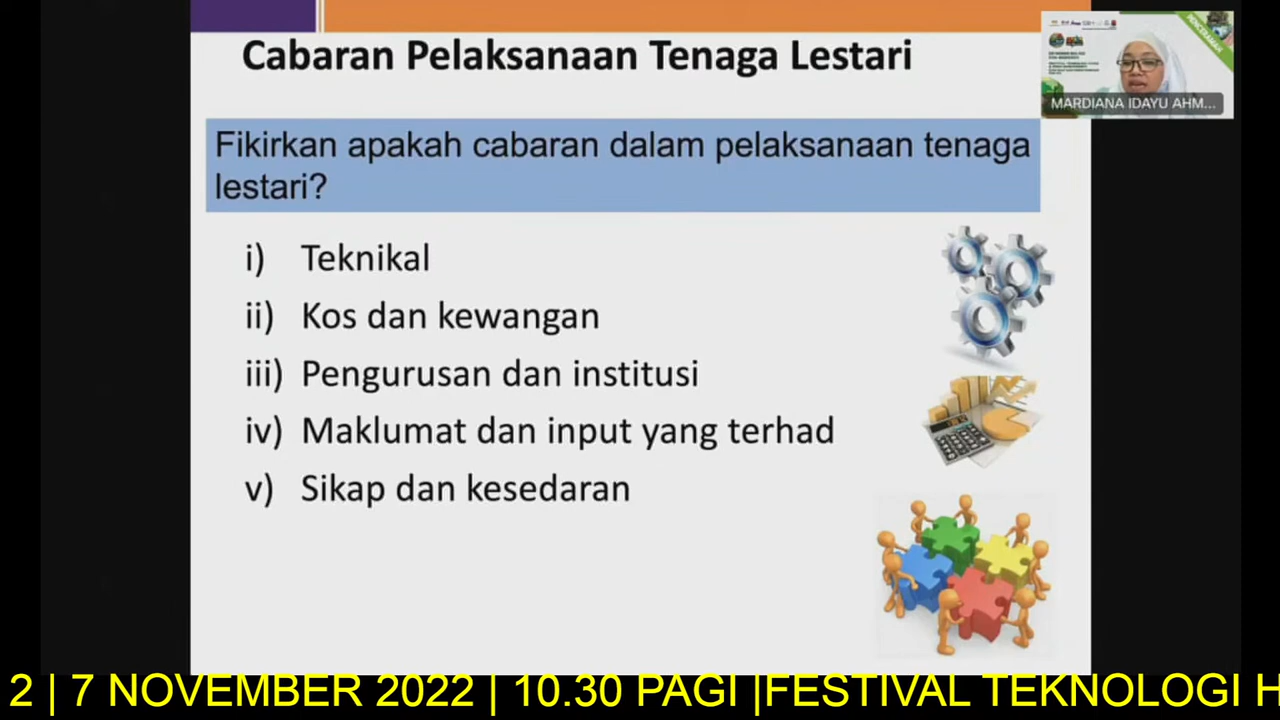 Cabaran Pelaksanaan Tenaga Lestari
PENCERAMAH
MARDIANA IDAYU AHM...
Fikirkan apakah cabaran dalam pelaksanaan tenaga
lestari?
i) Teknikal
ii) Kos dan kewangan
iii) Pengurusan dan institusi
iv) Maklumat dan input yang terhad
v) Sikap dan kesedaran
2 | 7 NOVEMBER 2022 | 10.30 PAGI |FESTIVAL TEKNOLOGI H